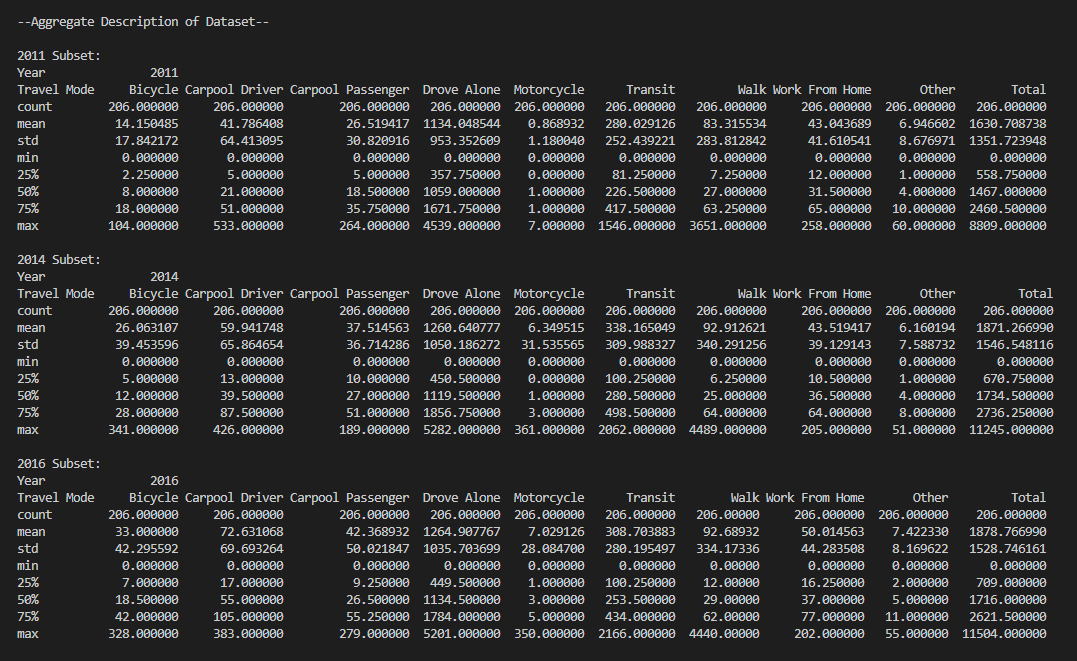 --Aggregate Description of Dataset--
2011 Subset:
Year 2011
Travel Mode Bicycle Carpool Driver Carpool Passenger Drove Alone Motorcycle Transit Walk Work From Home Other Total
count 206.000000 206.000000 206.000000 206.000000 206.000000 206.000000 206.000000 206.000000 206.000000 206.000000
mean 14.150485 41.786408 26.519417 1134.048544 0.868932 280.029126 83.315534 43.043689 6.946602 1630.708738
std 17.842172 64.413095 30.820916 953.352609 1.180040 252.439221 283.812842 41.610541 8.676971 1351.723948
min 0.000000 0.000000 0.000000 0.000000 0.000000 0.000000 0.000000 0.000000 0.000000 0.000000
25% 2.250000 5.000000 5.000000 357.750000 0.000000 81.250000 7.250000 12.000000 1.000000 558.750000
50% 8.000000 21.000000 18.500000 1059.000000 1.000000 226.500000 27.000000 31.500000 4.000000 1467.000000
75% 18.000000 51.000000 35.750000 1671.750000 1.000000 417.500000 63.250000 65.000000 10.000000 2460.500000
max 104.000000 533.000000 264.000000 4539.000000 7.000000 1546.000000 3651.000000 258.000000 60.000000 8809.000000
2014 Subset:
Year 2014
Travel Mode Bicycle Carpool Driver Carpool Passenger Drove Alone Motorcycle Transit Walk Work From Home Other Total
count 206.000000 206.000000 206.000000 206.000000 206.000000 206.000000 206.000000 206.000000 206.000000 206.000000
mean 26.063107 59.941748 37.514563 1260.640777 6.349515 338.165049 92.912621 43.519417 6.160194 1871.266990
std 39.453596 65.864654 36.714286 1050.186272 31.535565 309.988327 340.291256 39.129143 7.588732 1546.548116
min 0.000000 0.000000 0.000000 0.000000 0.000000 0.000000 0.000000 0.000000 0.000000 0.000000
25% 5.000000 13.000000 10.000000 450.500000 0.000000 100.250000 6.250000 10.500000 1.000000 670.750000
50% 12.000000 39.500000 27.000000 1119.500000 1.000000 280.500000 25.000000 36.500000 4.000000 1734.500000
75% 28.000000 87.500000 51.000000 1856.750000 3.000000 498.500000 64.000000 64.000000 8.000000 2736.250000
max 341.000000 426.000000 189.000000 5282.000000 361.000000 2062.000000 4489.000000 205.000000 51.000000 11245.000000
2016 Subset:
Year 2016
Travel Mode Bicycle Carpool Driver Carpool Passenger Drove Alone Motorcycle Transit Walk Work From Home Other Total
count 206.000000 206.000000 206.000000 206.000000 206.000000 206.000000 206.00000 206.000000 206.000000 206.000000
mean 33.000000 72.631068 42.368932 1264.907767 7.029126 308.703883 92.68932 50.014563 7.422330 1878.766990
std 42.295592 69.693264 50.021847 1035.703699 28.084700 280.195497 334.17336 44.283508 8.169622 1528.746161
min 0.000000 0.000000 0.000000 0.000000 0.000000 0.000000 0.00000 0.000000 0.000000 0.000000
25% 7.000000 17.000000 9.250000 449.500000 1.000000 100.250000 12.00000 16.250000 2.000000 709.000000
50% 18.500000 55.000000 26.500000 1134.500000 3.000000 253.500000 29.00000 37.000000 5.000000 1716.000000
75% 42.000000 105.000000 55.250000 1784.000000 5.000000 434.000000 62.00000 77.000000 11.000000 2621.500000
max 328.000000 383.000000 279.000000 5201.000000 350.000000 2166.000000 4440.00000 202.000000 55.000000 11504.000000